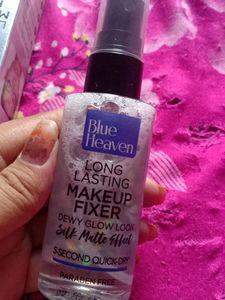 Blue
Heaven
LONG
LASTING
MAKEUP
FIXER
DEWY GLOW LOOK
Silk Matte Effect
5 SECOND QUICK-DRY
PARABEN FREE